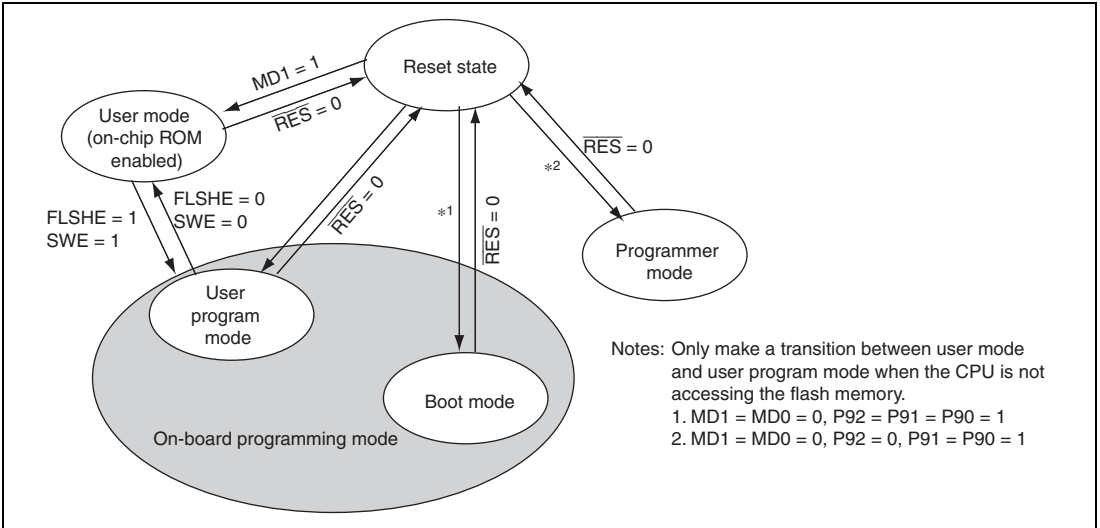 Reset state
MD1 = 1
RES = 0
User mode
(on-chip ROM
enabled)
FLSHE = 1
SWE = 1
FLSHE = 0
SWE = 0
RES = 0
*1
RES = 0
*2
RES = 0
Programmer
mode
User
program
mode
Boot mode
On-board programming mode
Notes: Only make a transition between user mode
and user program mode when the CPU is not
accessing the flash memory.
1. MD1 = MD0 = 0, P92 = P91 = P90 = 1
2. MD1 = MD0 = 0, P92 = 0, P91 = P90 = 1